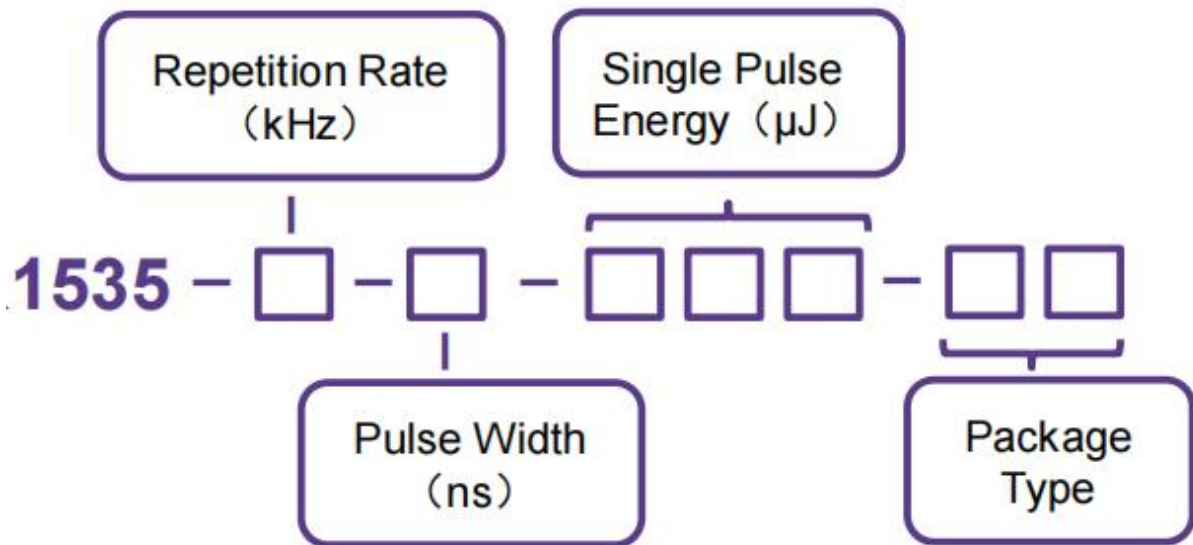 Repetition Rate
（kHz）
Single Pulse
Energy（µJ）
1535 – □ – □ – □□□ – □□
Pulse Width
（ns）
Package
Type